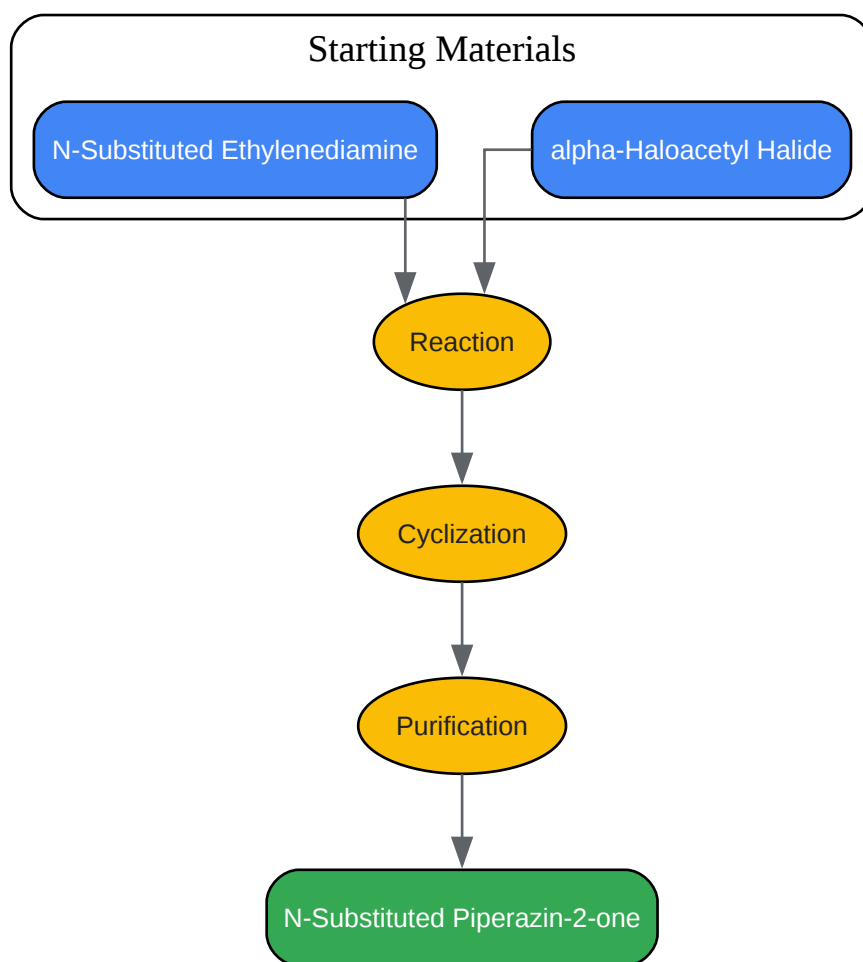 Starting Materials
N-Substituted Ethylenediamine
alpha-Haloacetyl Halide
Reaction
Cyclization
Purification
N-Substituted Piperazin-2-one